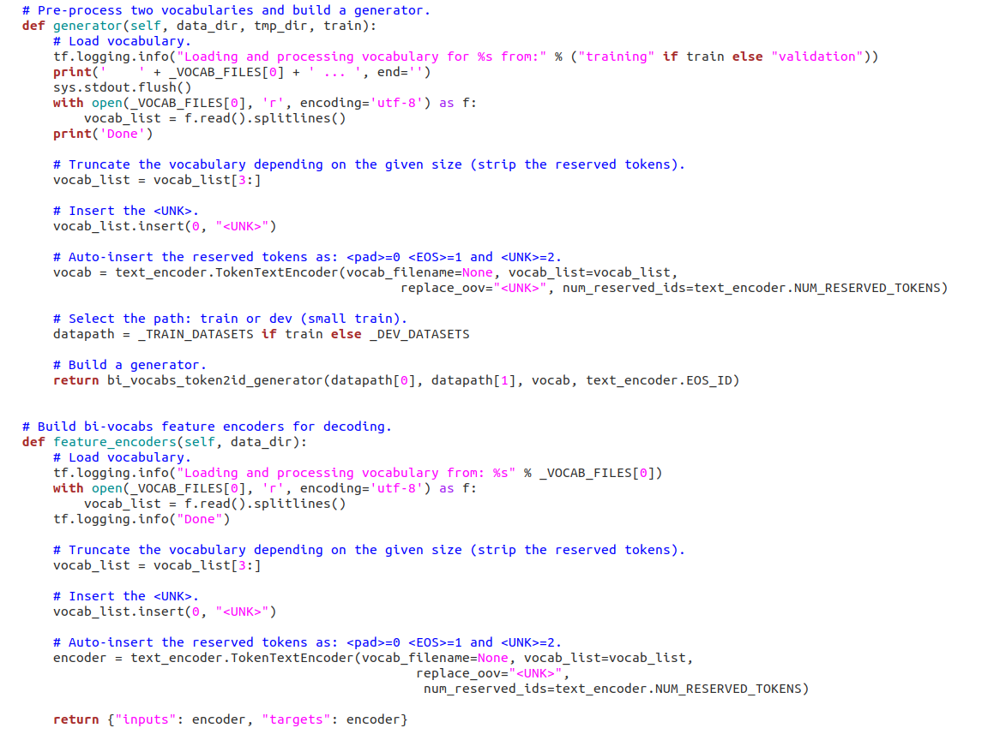 # Pre-process two vocabularies and build a generator.
def generator(self, data_dir, tmp_dir, train):
    # Load vocabulary.
    tf.logging.info("Loading and processing vocabulary for %s from:" % ("training" if train else "validation"))
    print('    ' + _VOCAB_FILES[0] + ' ... ', end='')
    sys.stdout.flush()
    with open(_VOCAB_FILES[0], 'r', encoding='utf-8') as f:
        vocab_list = f.read().splitlines()
    print('Done')

    # Truncate the vocabulary depending on the given size (strip the reserved tokens).
    vocab_list = vocab_list[3:]

    # Insert the <UNK>.
    vocab_list.insert(0, "<UNK>")

    # Auto-insert the reserved tokens as: <pad>=0 <EOS>=1 and <UNK>=2.
    vocab = text_encoder.TokenTextEncoder(vocab_filename=None, vocab_list=vocab_list,
                                                 replace_oov="<UNK>", num_reserved_ids=text_encoder.NUM_RESERVED_TOKENS)

    # Select the path: train or dev (small train).
    datapath = _TRAIN_DATASETS if train else _DEV_DATASETS

    # Build a generator.
    return bi_vocabs_token2id_generator(datapath[0], datapath[1], vocab, text_encoder.EOS_ID)


# Build bi-vocabs feature encoders for decoding.
def feature_encoders(self, data_dir):
    # Load vocabulary.
    tf.logging.info("Loading and processing vocabulary from: %s" % _VOCAB_FILES[0])
    with open(_VOCAB_FILES[0], 'r', encoding='utf-8') as f:
        vocab_list = f.read().splitlines()
    tf.logging.info("Done")

    # Truncate the vocabulary depending on the given size (strip the reserved tokens).
    vocab_list = vocab_list[3:]

    # Insert the <UNK>.
    vocab_list.insert(0, "<UNK>")

    # Auto-insert the reserved tokens as: <pad>=0 <EOS>=1 and <UNK>=2.
    encoder = text_encoder.TokenTextEncoder(vocab_filename=None, vocab_list=vocab_list,
                                                   replace_oov="<UNK>",
                                                    num_reserved_ids=text_encoder.NUM_RESERVED_TOKENS)

    return {"inputs": encoder, "targets": encoder}